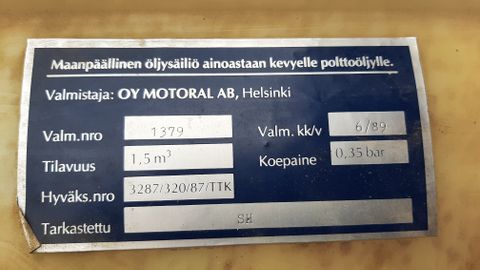 Maanpäällinen öljysäiliö ainoastaan kevyelle polttoöljylle.
Valmistaja: OY MOTORAL AB, Helsinki
Valm.nro 1379 Valm. kk/v 6/89
Tilavuus 1,5 m³ Koepaine 0,35 bar
Hyväks.nro 3287/320/87/TTK
Tarkastettu SH